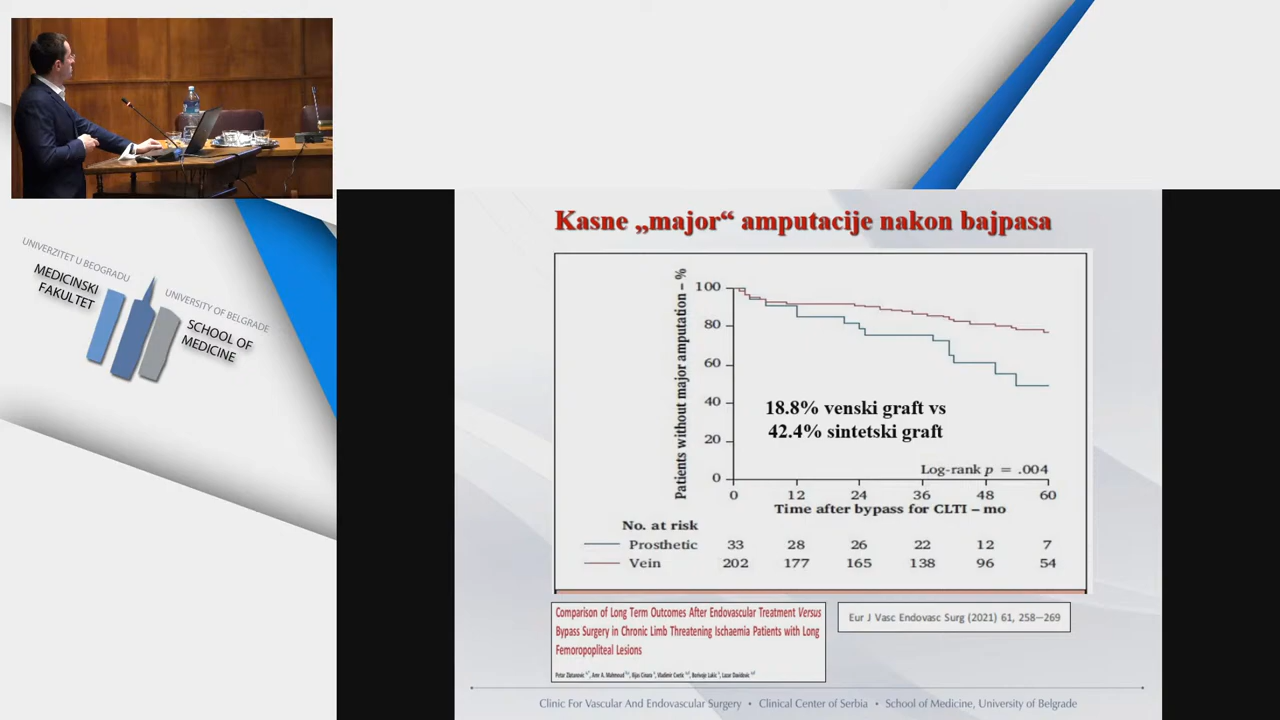 UNIVERZITET U BEOGRADU
MEDICINSKI
FAKULTET
UNIVERSITY OF BELGRADE
SCHOOL OF
MEDICINE
Kasne „major“ amputacije nakon bajpasa
Patients without major amputation – %
100
80
60
40
20
0
18.8% venski graft vs
42.4% sintetski graft
Log-rank p = .004
0 12 24 36 48 60
Time after bypass for CLTI – mo
No. at risk
Prosthetic 33 28 26 22 12 7
Vein 202 177 165 138 96 54
Comparison of Long Term Outcomes After Endovascular Treatment Versus
Bypass Surgery in Chronic Limb Threatening Ischaemia Patients with Long
Femoropopliteal Lesions
Eur J Vasc Endovasc Surg (2021) 61, 258–269
Clinic For Vascular And Endovascular Surgery • Clinical Center of Serbia • School of Medicine, University of Belgrade